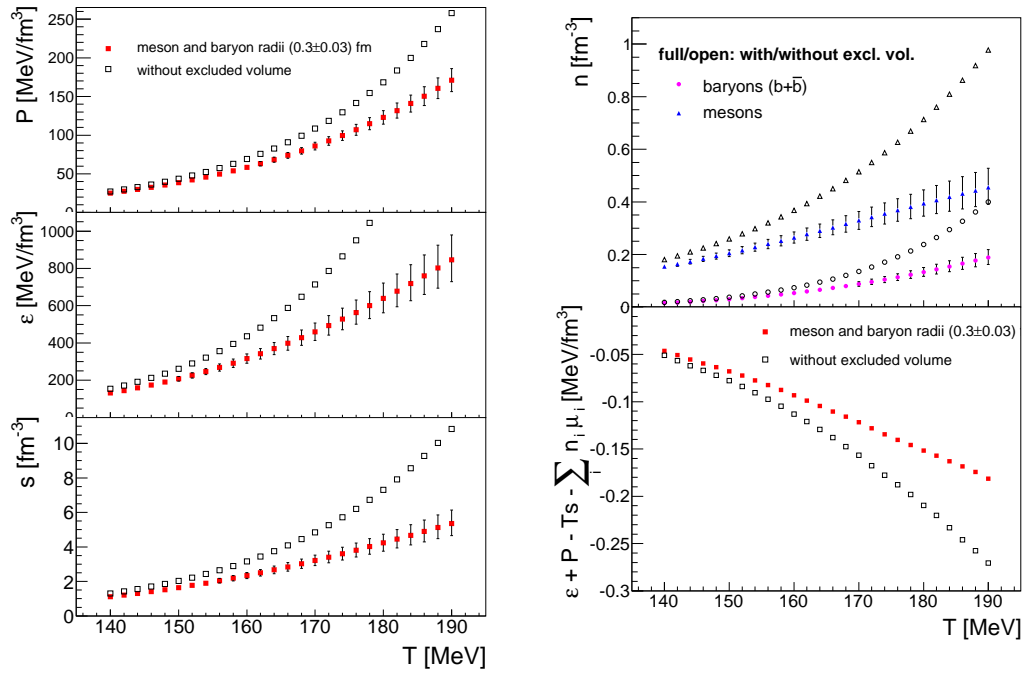 P [MeV/fm³]
250
200
150
100
50
0
meson and baryon radii (0.3±0.03) fm
without excluded volume
ε [MeV/fm³]
1000
800
600
400
200
0
s [fm⁻³]
10
8
6
4
2
0
140 150 160 170 180 190
T [MeV]
n [fm⁻³]
1
0.8
0.6
0.4
0.2
0
full/open: with/without excl. vol.
baryons (b+b̅)
mesons
ε + P - Ts - ∑ᵢ nᵢ μᵢ [MeV/fm³]
-0.05
-0.1
-0.15
-0.2
-0.25
-0.3
meson and baryon radii (0.3±0.03)
without excluded volume
140 150 160 170 180 190
T [MeV]